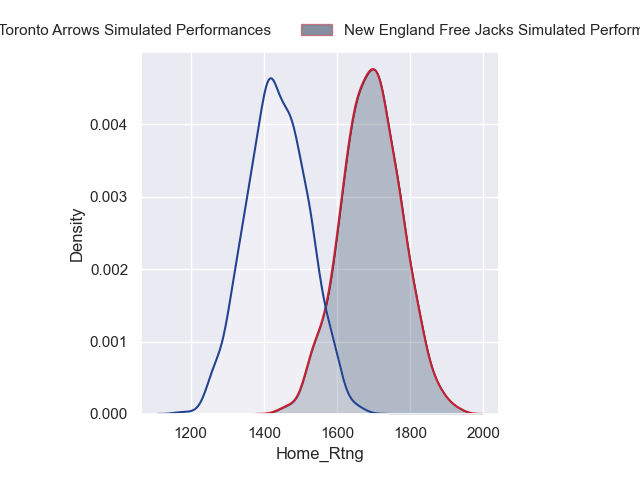 Toronto Arrows Simulated Performances
New England Free Jacks Simulated Perform
0.004
0.003
0.002
0.001
0.000
Density
1200 1400 1600 1800 2000
Home_Rtng